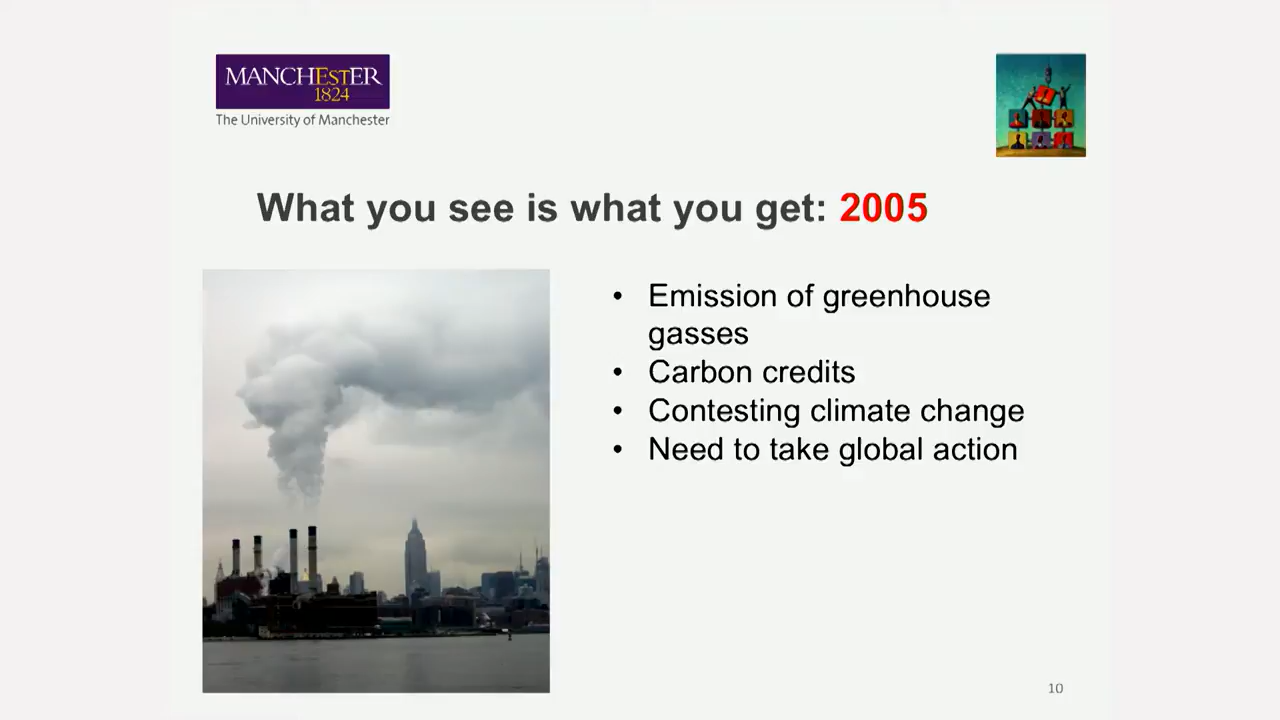 MANCHEstER
1824
The University of Manchester
What you see is what you get: 2005
• Emission of greenhouse
gasses
• Carbon credits
• Contesting climate change
• Need to take global action
10